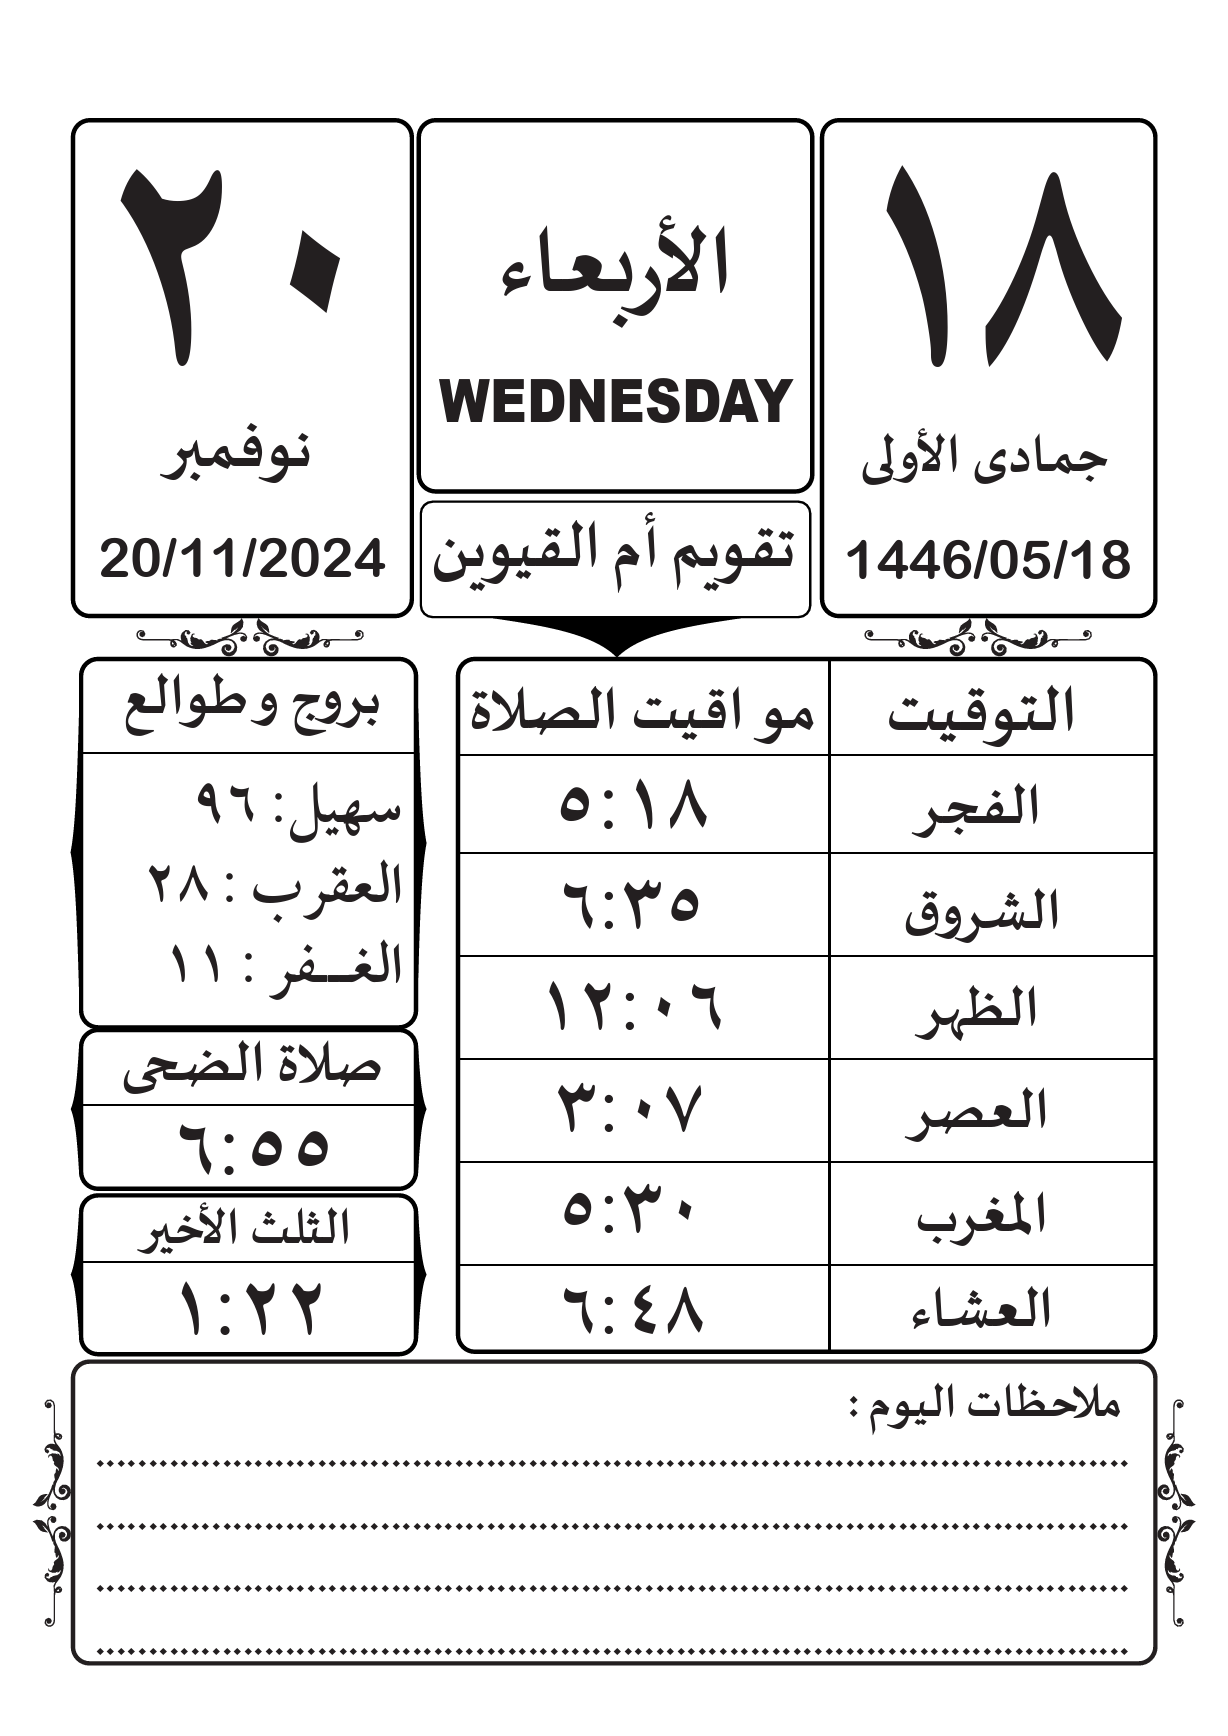 ١٨
جمادى الأولى
1446/05/18
الأربعاء
WEDNESDAY
٢٠
نوفمبر
20/11/2024
تقويم أم القيوين
التوقيت مو اقيت الصلاة
الفجر ٥:١٨
الشروق ٦:٣٥
الظهر ١٢:٠٦
العصر ٣:٠٧
المغرب ٥:٣٠
العشاء ٦:٤٨
بروج وطوالع
سهيل: ٩٦
العقرب : ٢٨
الغـــفر : ١١
صلاة الضحى
٦:٥٥
الثلث الأخير
١:٢٢
ملاحظات اليوم :